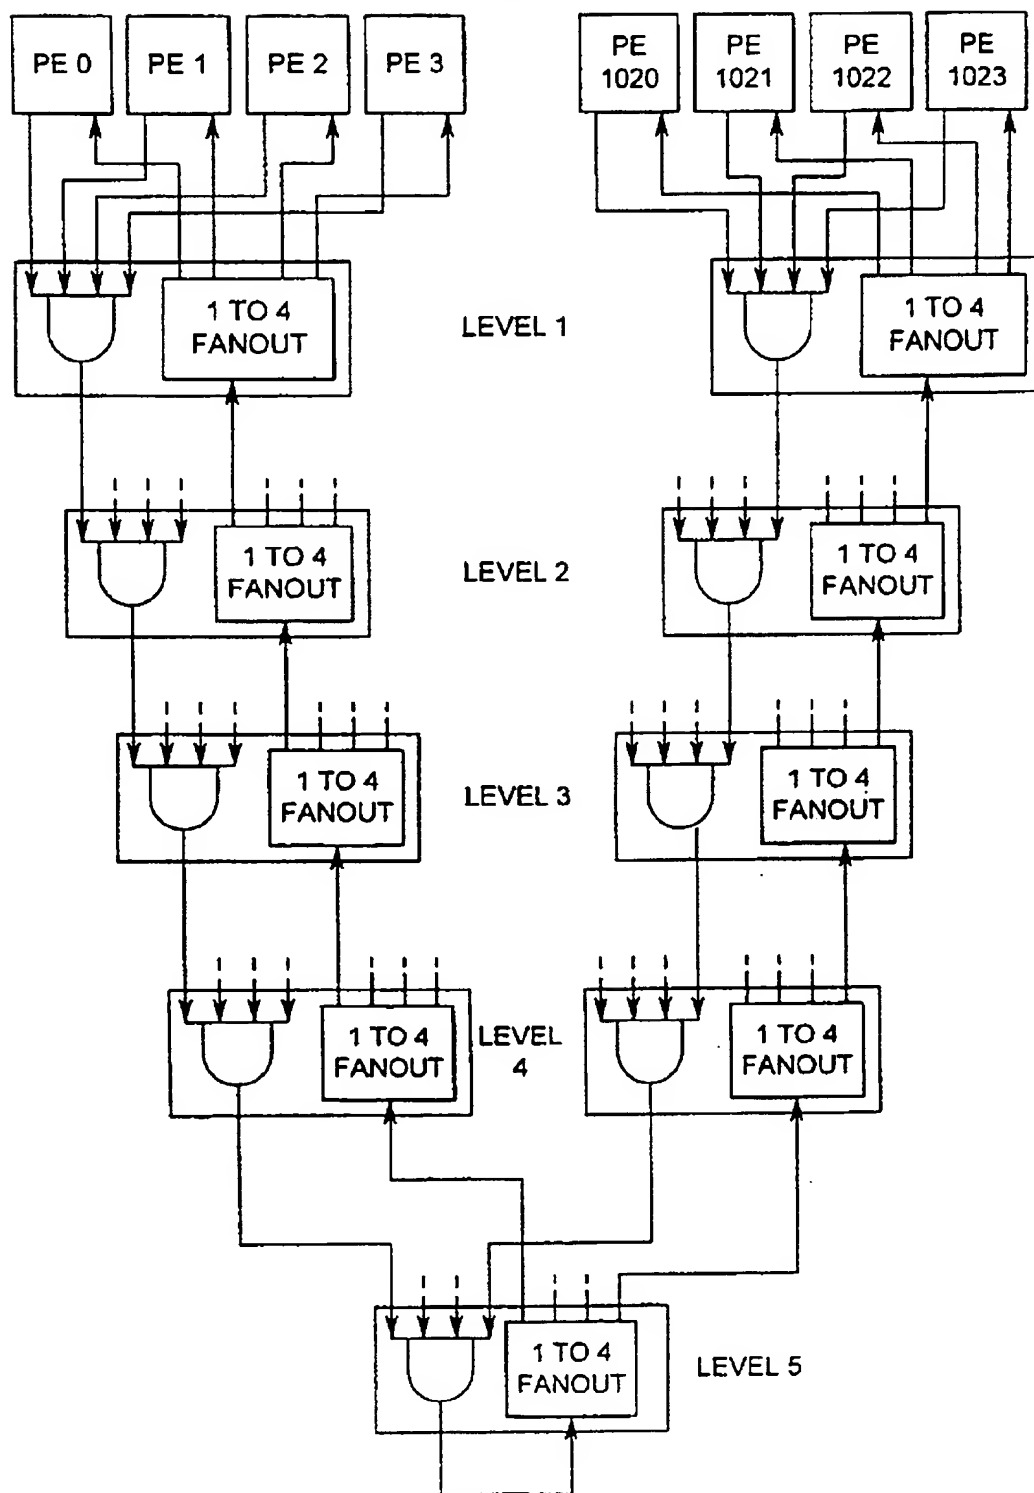 PE 0
PE 1
PE 2
PE 3
PE
1020
PE
1021
PE
1022
PE
1023
1 TO 4
FANOUT
LEVEL 1
1 TO 4
FANOUT
1 TO 4
FANOUT
LEVEL 2
1 TO 4
FANOUT
1 TO 4
FANOUT
LEVEL 3
1 TO 4
FANOUT
1 TO 4
FANOUT
LEVEL
4
1 TO 4
FANOUT
1 TO 4
FANOUT
LEVEL 5